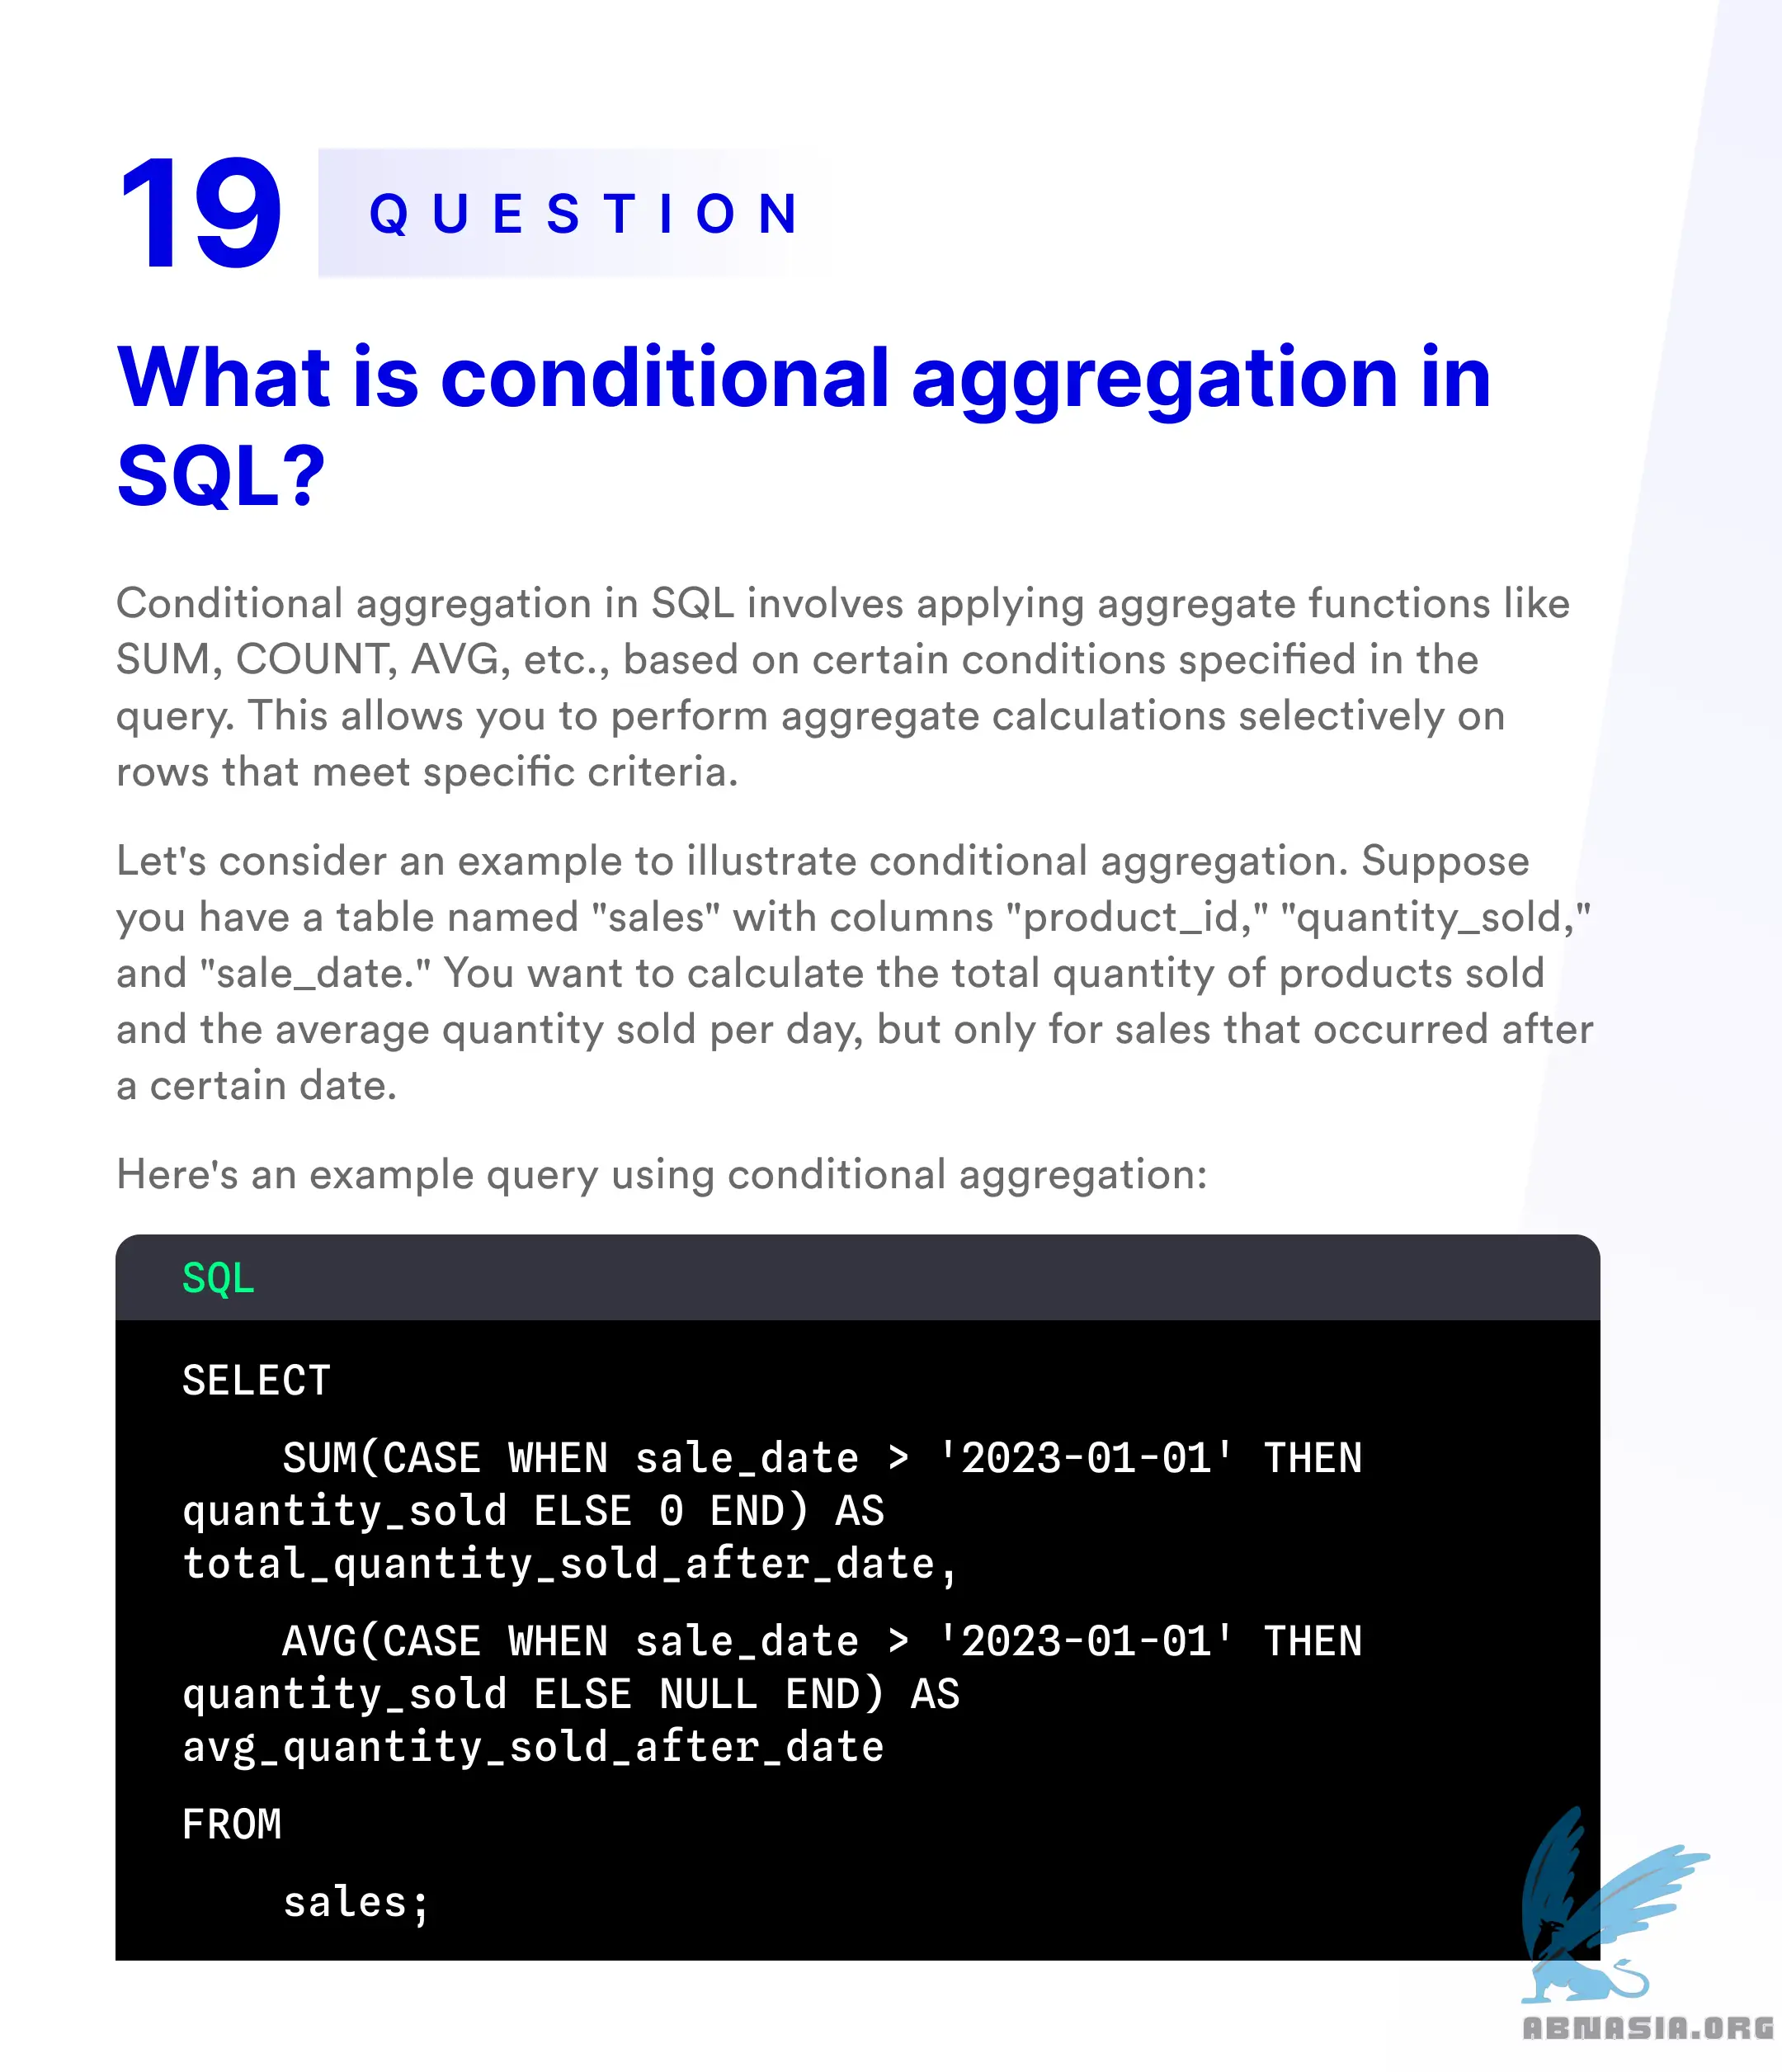 19 QUESTION
What is conditional aggregation in
SQL?
Conditional aggregation in SQL involves applying aggregate functions like
SUM, COUNT, AVG, etc., based on certain conditions specified in the
query. This allows you to perform aggregate calculations selectively on
rows that meet specific criteria.
Let's consider an example to illustrate conditional aggregation. Suppose
you have a table named "sales" with columns "product_id," "quantity_sold,"
and "sale_date." You want to calculate the total quantity of products sold
and the average quantity sold per day, but only for sales that occurred after
a certain date.
Here's an example query using conditional aggregation:
SQL
SELECT
    SUM(CASE WHEN sale_date > '2023-01-01' THEN
quantity_sold ELSE 0 END) AS
total_quantity_sold_after_date,
    AVG(CASE WHEN sale_date > '2023-01-01' THEN
quantity_sold ELSE NULL END) AS
avg_quantity_sold_after_date
FROM
    sales;
ABNASIA.ORG